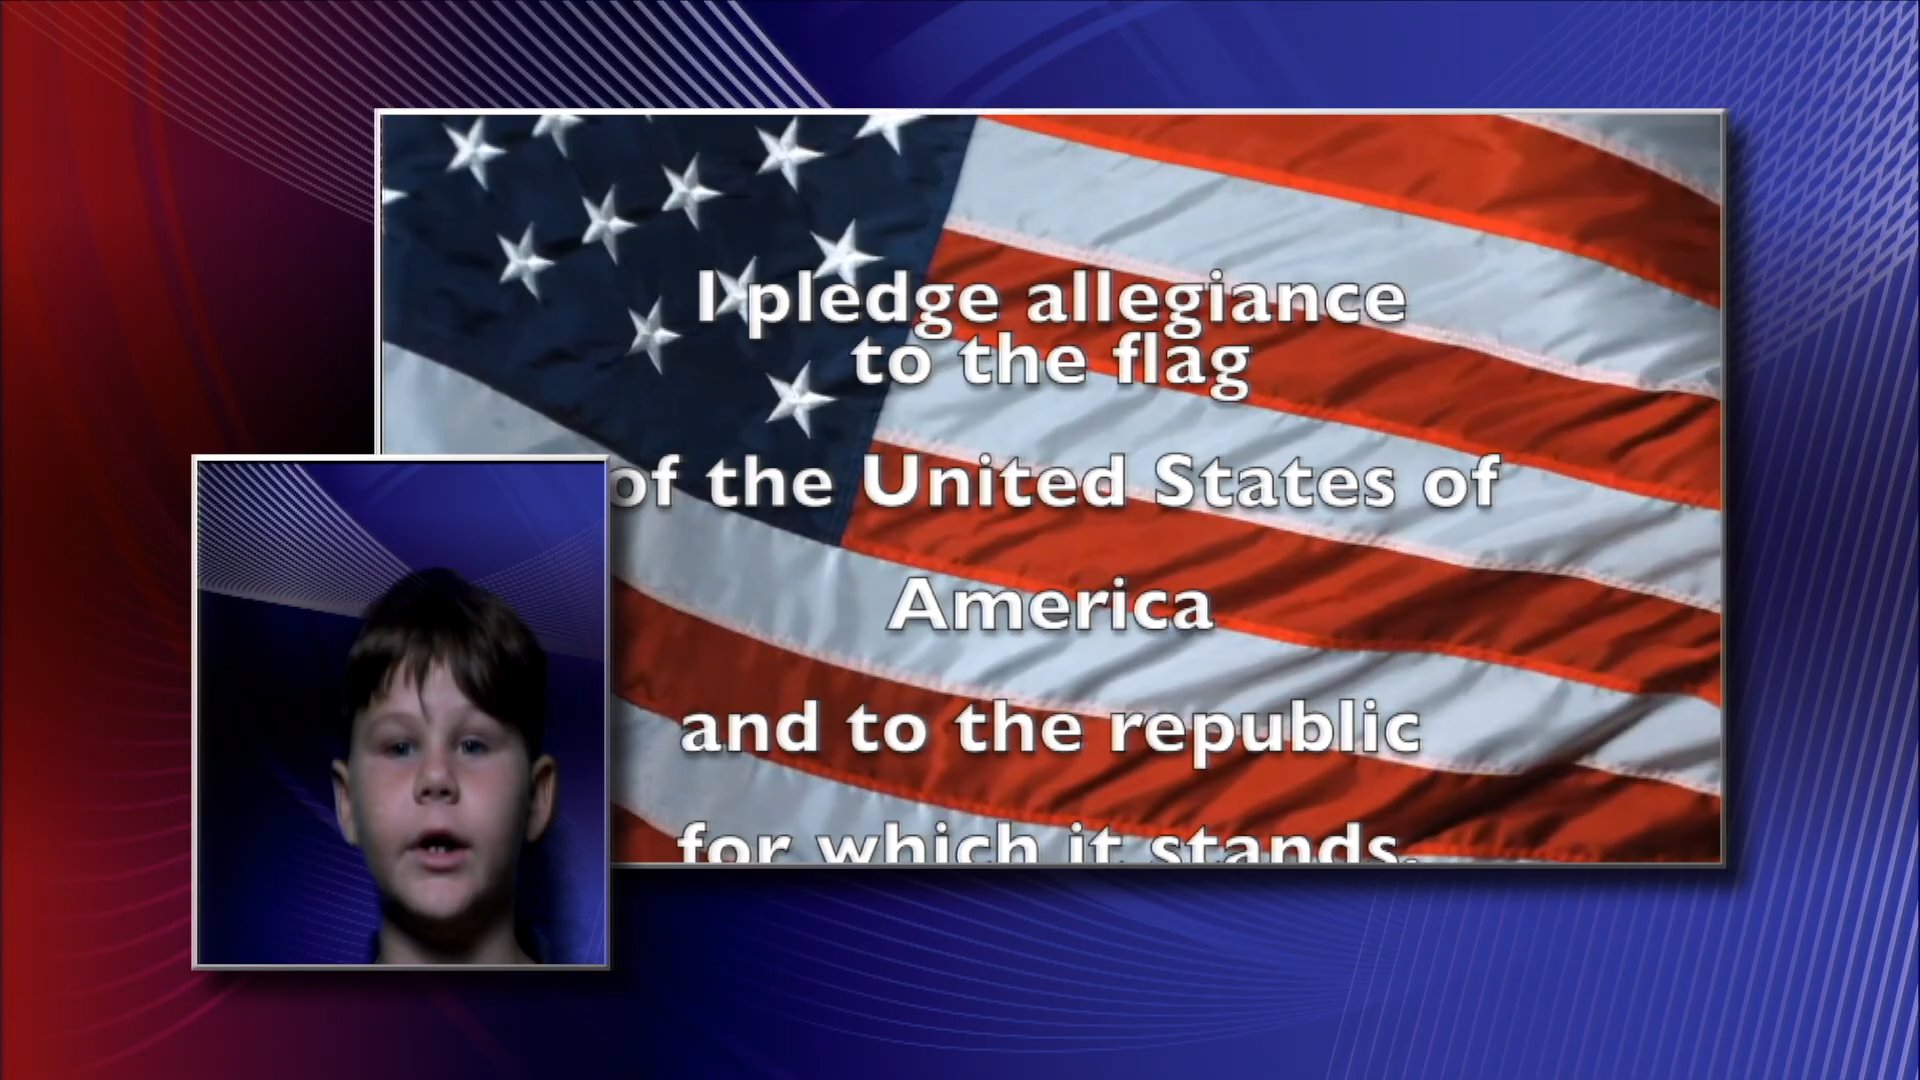 I pledge allegiance
to the flag
of the United States of
America
and to the republic
for which it stands,